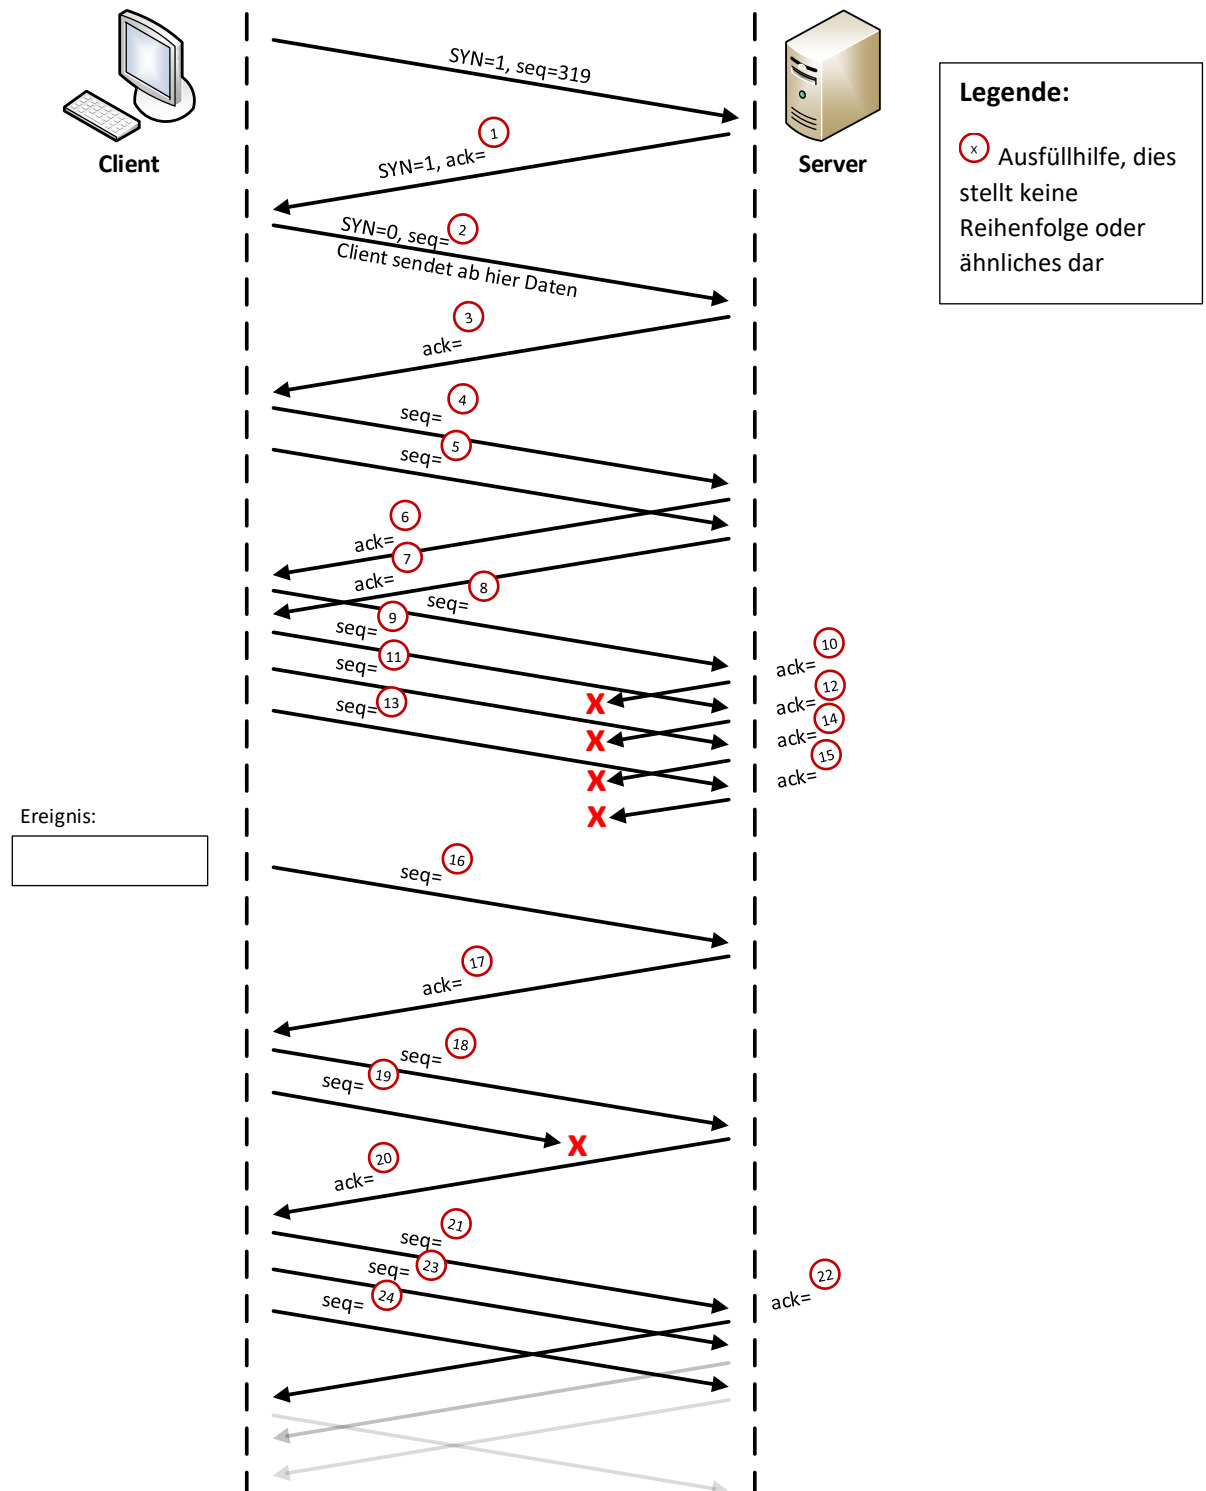 SYN=1, seq=319
Client
Server
Legende:
x Ausfüllhilfe, dies
stellt keine
Reihenfolge oder
ähnliches dar
SYN=1, ack= 1
SYN=0, seq= 2
Client sendet ab hier Daten
ack= 3
seq= 4
seq= 5
ack= 6
ack= 7
seq= 8
seq= 9
ack= 10
seq= 11
ack= 12
seq= 13
ack= 14
ack= 15
X
X
X
X
Ereignis:
seq= 16
ack= 17
seq= 18
seq= 19
X
ack= 20
seq= 21
ack= 22
seq= 23
seq= 24